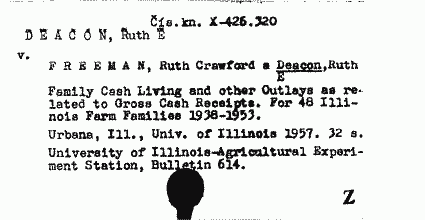 Čís.kn. X-426.320
D E A C O N, Ruth E
v.
F R E E M A N, Ruth Crawford a Deacon,Ruth
E
Family Cash Living and other Outlays as re-
lated to Gross Cash Receipts. For 48 Illi-
nois Farm Families 1938-1953.
Urbana, Ill., Univ. of Illinois 1957. 32 s.
University of Illinois-Agricultural Experi-
ment Station, Bulletin 614.
Z